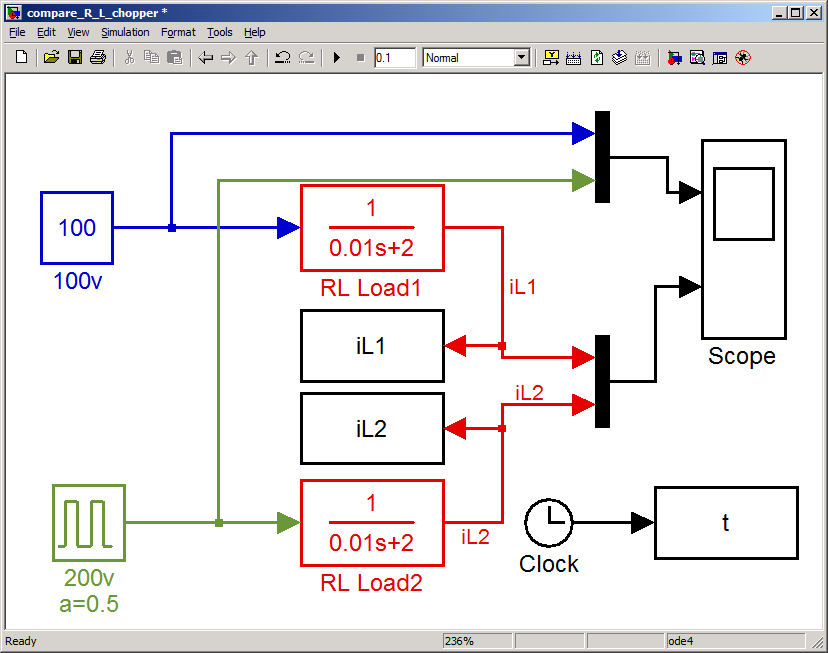 compare_R_L_chopper *
File Edit View Simulation Format Tools Help
0.1 Normal
100
100v
1
0.01s+2
RL Load1
iL1
iL1
iL2
iL2
Scope
200v
a=0.5
1
0.01s+2
RL Load2
iL2
Clock
t
Ready 236% ode4